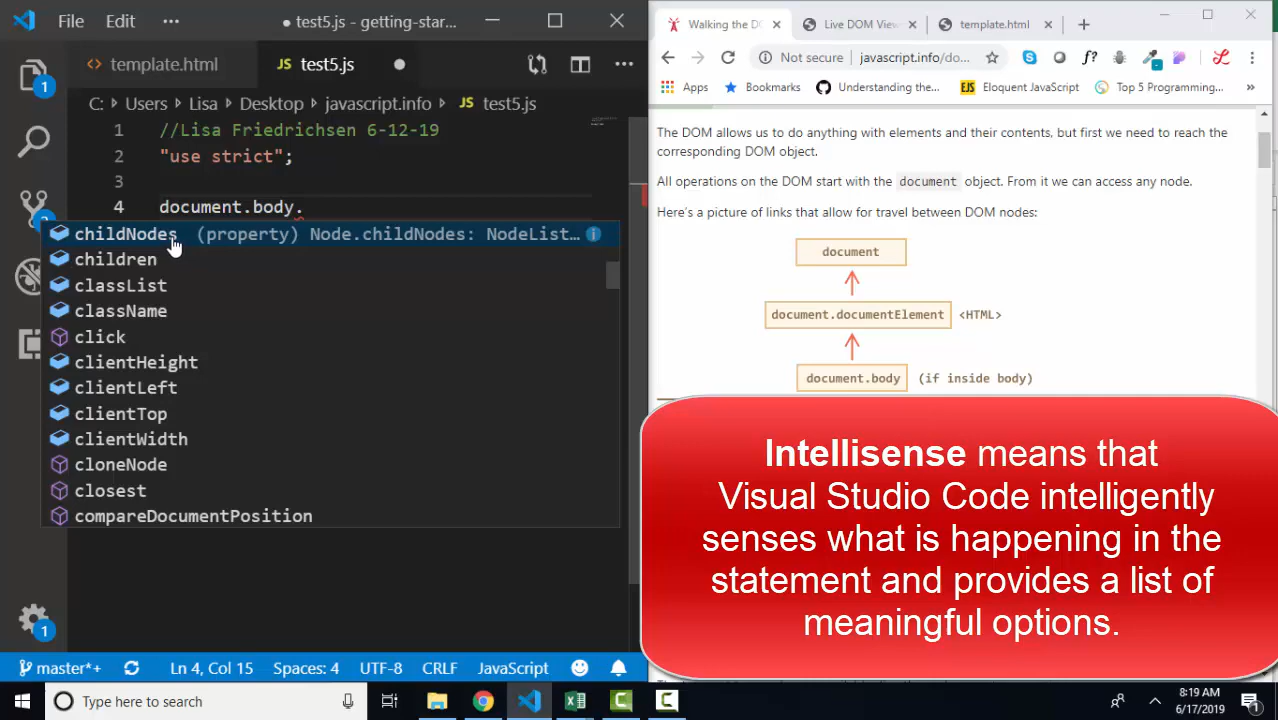 File Edit ··· ● test5.js - getting-star...
template.html JS test5.js ●
C: > Users > Lisa > Desktop > javascript.info > JS test5.js
1 //Lisa Friedrichsen 6-12-19
2 "use strict";
3
4 document.body.
childNodes (property) Node.childNodes: NodeList...
children
classList
className
click
clientHeight
clientLeft
clientTop
clientWidth
cloneNode
closest
compareDocumentPosition
1
1
master*+ Ln 4, Col 15 Spaces: 4 UTF-8 CRLF JavaScript
Walking the DO Live DOM View template.html
Not secure javascript.info/do...
Apps Bookmarks Understanding the... EJS Eloquent JavaScript Top 5 Programming... »
The DOM allows us to do anything with elements and their contents, but first we need to reach the
corresponding DOM object.
All operations on the DOM start with the document object. From it we can access any node.
Here's a picture of links that allow for travel between DOM nodes:
document
document.documentElement <HTML>
document.body (if inside body)
Intellisense means that
Visual Studio Code intelligently
senses what is happening in the
statement and provides a list of
meaningful options.
Type here to search
8:19 AM
6/17/2019
1